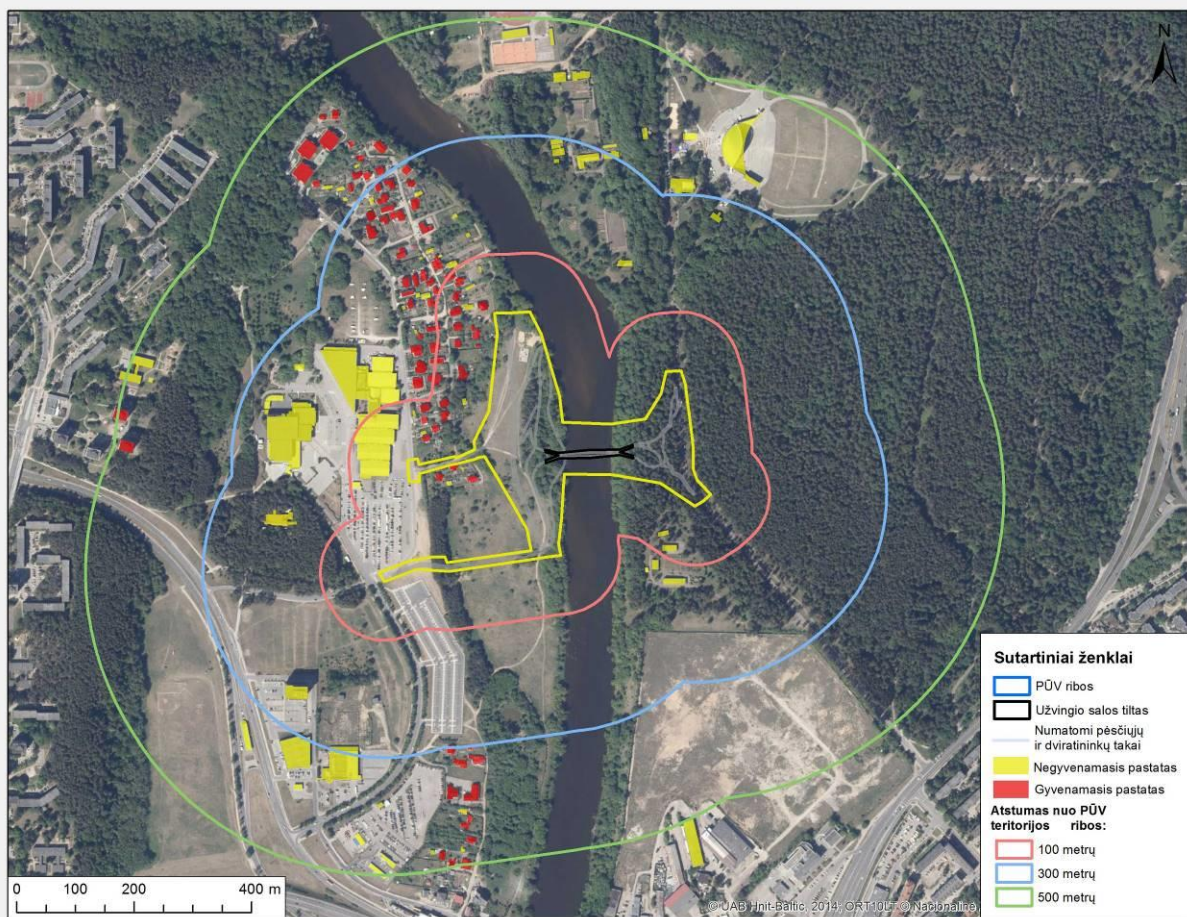 N
Sutartiniai ženklai
PŪV ribos
Užvingio salos tiltas
Numatomi pėsčiųjų
ir dviratininkų takai
Negyvenamasis pastatas
Gyvenamasis pastatas
Atstumas nuo PŪV
teritorijos ribos:
100 metrų
300 metrų
500 metrų
0 100 200 400 m
© UAB Hnit-Baltic, 2014; ORT10LT © Nacionalinė